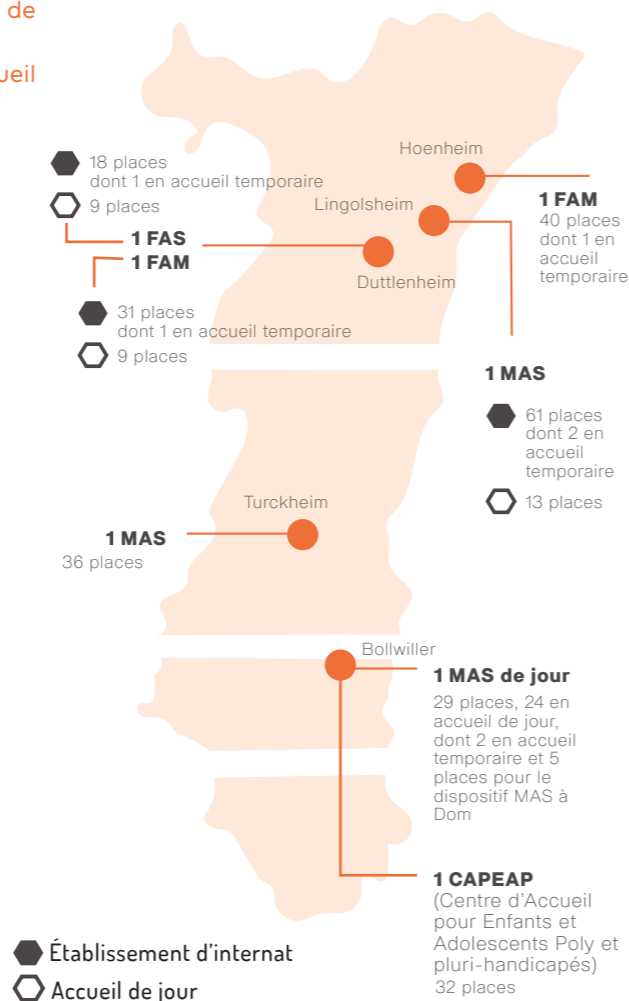 de
ueil
18 places
dont 1 en accueil temporaire
9 places
1 FAS
1 FAM
31 places
dont 1 en accueil temporaire
9 places
Hoenheim
Lingolsheim
Duttlenheim
1 FAM
40 places
dont 1 en
accueil
temporaire
1 MAS
61 places
dont 2 en
accueil
temporaire
13 places
Turckheim
1 MAS
36 places
Bollwiller
1 MAS de jour
29 places, 24 en
accueil de jour,
dont 2 en accueil
temporaire et 5
places pour le
dispositif MAS à
Dom
1 CAPEAP
(Centre d'Accueil
pour Enfants et
Adolescents Poly et
pluri-handicapés)
32 places
Établissement d'internat
Accueil de jour